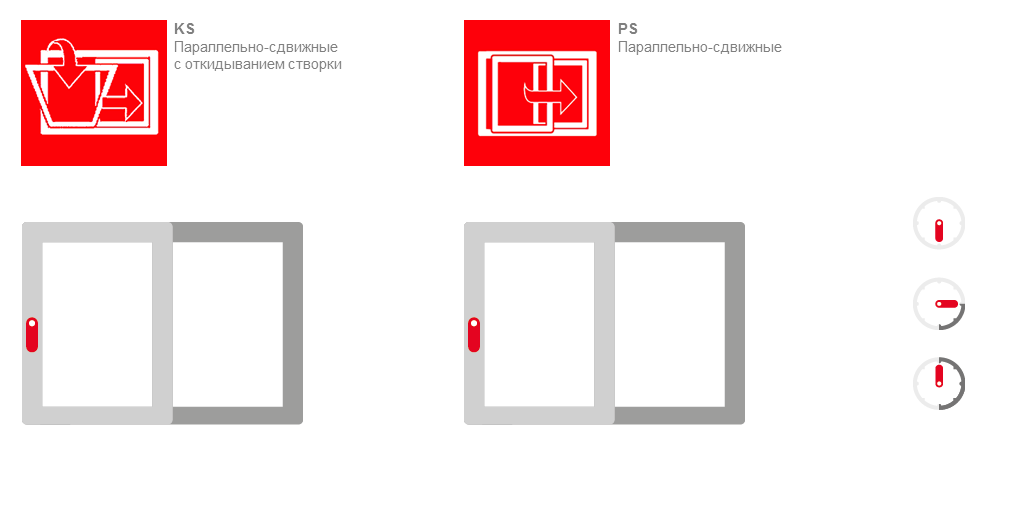 KS
Параллельно-сдвижные
с откидыванием створки
PS
Параллельно-сдвижные